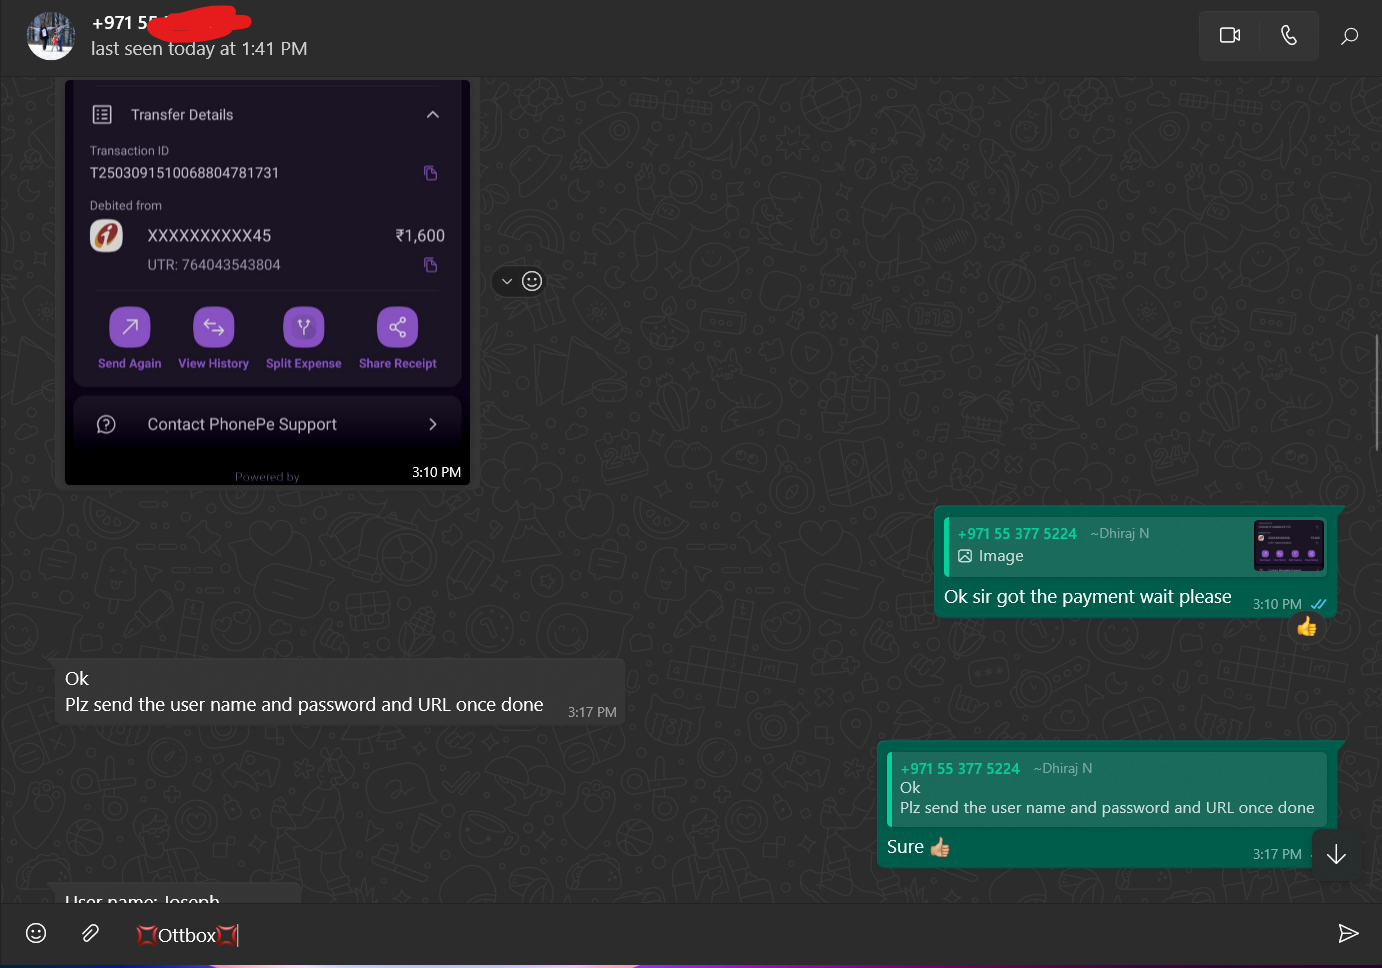 +971 55
last seen today at 1:41 PM
Transfer Details
Transaction ID
T2503091510068804781731
Debited from
XXXXXXXXXX45 ₹1,600
UTR: 764043543804
Send Again View History Split Expense Share Receipt
Contact PhonePe Support
Powered by
3:10 PM
+971 55 377 5224 ~Dhiraj N
Image
Ok sir got the payment wait please 3:10 PM
👍
Ok
Plz send the user name and password and URL once done 3:17 PM
+971 55 377 5224 ~Dhiraj N
Ok
Plz send the user name and password and URL once done
Sure 👍🏼 3:17 PM
User name: Joseph
💢Ottbox💢